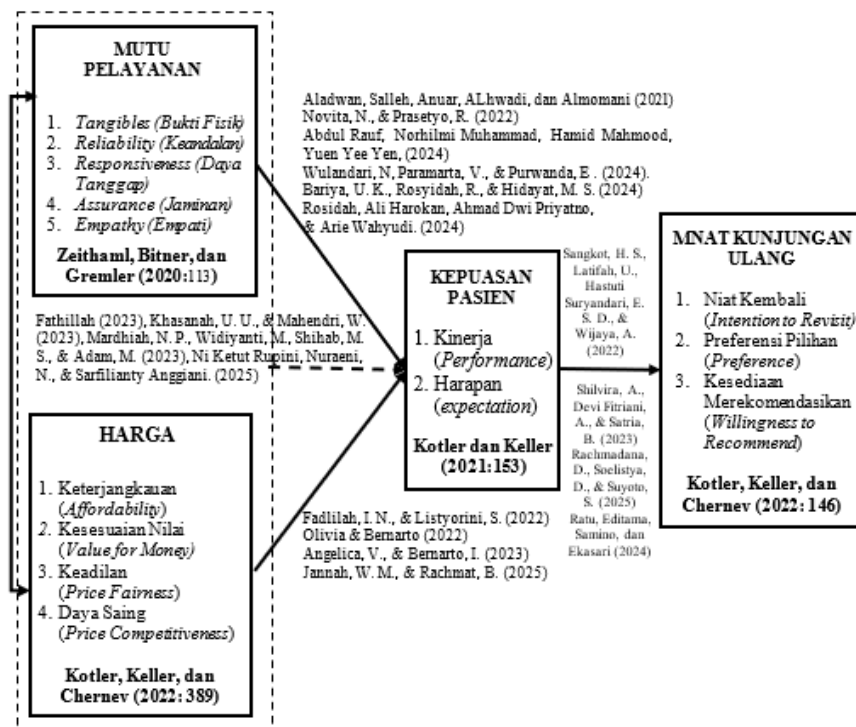 MUTU
PELAYANAN
1. Tangibles (Bukti Fisik)
2. Reliability (Keandalan)
3. Responsiveness (Daya
Tanggap)
4. Assurance (Jaminan)
5. Empathy (Empati)
Zeithaml, Bitner, dan
Gremler (2020:113)
Aladwan, Salleh, Anuar, ALhwadi, dan Almomani (2021)
Novita, N., & Prasetyo, R. (2022)
Abdul Rauf, Norhilmi Muhammad, Hamid Mahmood,
Yuen Yee Yen, (2024)
Wulandari, N, Paramarta, V., & Purwanda, E . (2024).
Bariya, U. K., Rosyidah, R., & Hidayat, M. S. (2024)
Rosidah, Ali Harokan, Ahmad Dwi Priyatno,
& Arie Wahyudi. (2024)
Fathillah (2023), Khasanah, U. U., & Mahendri, W.
(2023), Mardhiah, N. P., Widiyanti, M., Shihab, M.
S., & Adam, M. (2023), Ni Ketut Rupini, Nuraeni,
N., & Sarfilianty Anggiani. (2025)
HARGA
1. Keterjangkauan
(Affordability)
2. Kesesuaian Nilai
(Value for Money)
3. Keadilan
(Price Fairness)
4. Daya Saing
(Price Competitiveness)
Kotler, Keller, dan
Chernev (2022: 389)
KEPUASAN
PASIEN
1. Kinerja
(Performance)
2. Harapan
(expectation)
Kotler dan Keller
(2021:153)
Fadlilah, I. N., & Listyorini, S. (2022)
Olivia & Bernarto (2022)
Angelica, V., & Bernarto, I. (2023)
Jannah, W. M., & Rachmat, B. (2025)
Sangkot, H. S.,
Latifah, U.,
Hastuti
Suryandari, E.
S. D., &
Wijaya, A.
(2022)
Shilvira, A.,
Devi Fitriani,
A., & Satria,
B. (2023)
Rachmadana,
D., Soelistya,
D., & Suyoto,
S. (2025)
Ratu, Editama,
Samino, dan
Ekasari (2024)
MNAT KUNJUNGAN
ULANG
1. Niat Kembali
(Intention to Revisit)
2. Preferensi Pilihan
(Preference)
3. Kesediaan
Merekomendasikan
(Willingness to
Recommend)
Kotler, Keller, dan
Chernev (2022: 146)